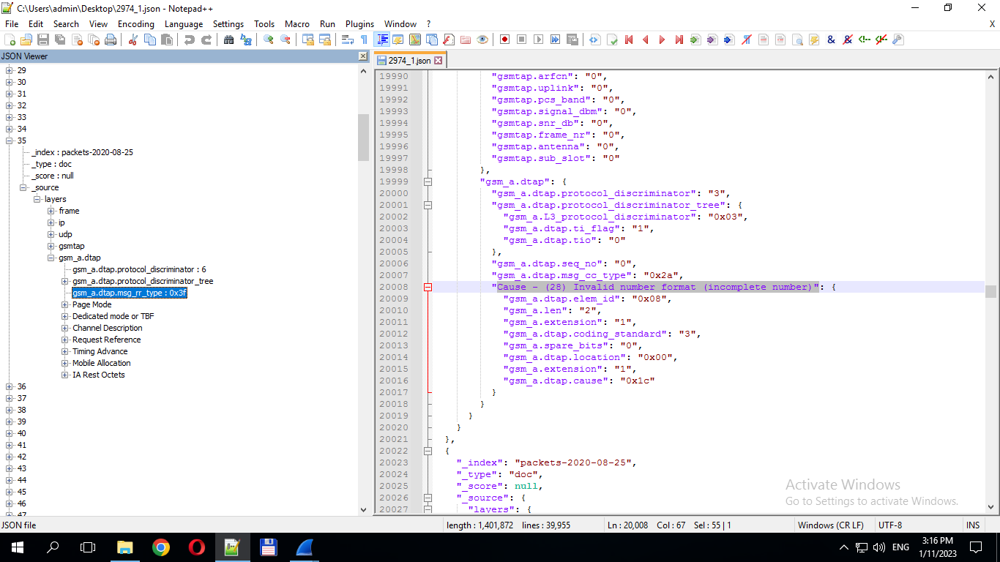 C:\Users\admin\Desktop\2974_1.json - Notepad++
File Edit Search View Encoding Language Settings Tools Macro Run Plugins Window ? X
JSON Viewer
2974_1.json
29
30
31
32
33
34
35
_index : packets-2020-08-25
_type : doc
_score : null
_source
layers
frame
ip
udp
gsmtap
gsm_a.dtap
gsm_a.dtap.protocol_discriminator : 6
gsm_a.dtap.protocol_discriminator_tree
gsm_a.dtap.msg_rr_type : 0x3f
Page Mode
Dedicated mode or TBF
Channel Description
Request Reference
Timing Advance
Mobile Allocation
IA Rest Octets
36
37
38
39
40
41
42
43
44
45
46
47
19990 "gsmtap.arfcn": "0",
19991 "gsmtap.uplink": "0",
19992 "gsmtap.pcs_band": "0",
19993 "gsmtap.signal_dbm": "0",
19994 "gsmtap.snr_db": "0",
19995 "gsmtap.frame_nr": "0",
19996 "gsmtap.antenna": "0",
19997 "gsmtap.sub_slot": "0"
19998 },
19999 "gsm_a.dtap": {
20000 "gsm_a.dtap.protocol_discriminator": "3",
20001 "gsm_a.dtap.protocol_discriminator_tree": {
20002 "gsm_a.L3_protocol_discriminator": "0x03",
20003 "gsm_a.dtap.ti_flag": "1",
20004 "gsm_a.dtap.tio": "0"
20005 },
20006 "gsm_a.dtap.seq_no": "0",
20007 "gsm_a.dtap.msg_cc_type": "0x2a",
20008 "Cause - (28) Invalid number format (incomplete number)": {
20009 "gsm_a.dtap.elem_id": "0x08",
20010 "gsm_a.len": "2",
20011 "gsm_a.extension": "1",
20012 "gsm_a.dtap.coding_standard": "3",
20013 "gsm_a.spare_bits": "0",
20014 "gsm_a.dtap.location": "0x00",
20015 "gsm_a.extension": "1",
20016 "gsm_a.dtap.cause": "0x1c"
20017 }
20018 }
20019 }
20020 }
20021 },
20022 {
20023 "_index": "packets-2020-08-25",
20024 "_type": "doc",
20025 "_score": null,
20026 "_source": {
20027 "layers": {
Activate Windows
Go to Settings to activate Windows.
JSON file length : 1,401,872 lines : 39,955 Ln : 20,008 Col : 67 Sel : 55 | 1 Windows (CR LF) UTF-8 INS
ENG
3:16 PM
1/11/2023